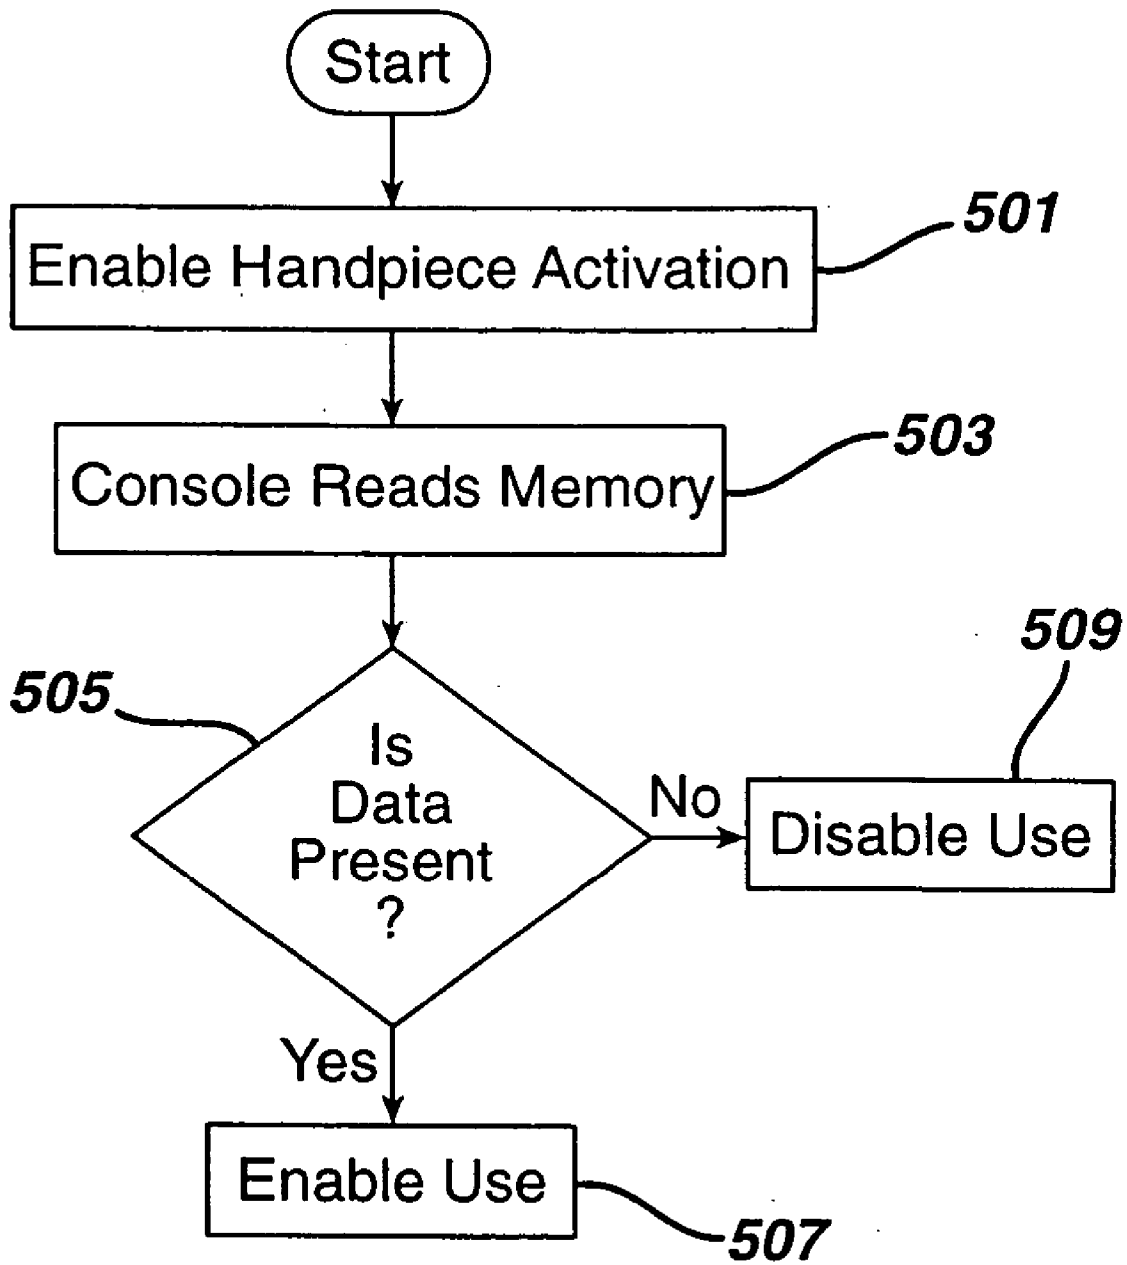 Start
501
Enable Handpiece Activation
503
Console Reads Memory
509
505
Is
Data
Present
?
No
Disable Use
Yes
Enable Use
507